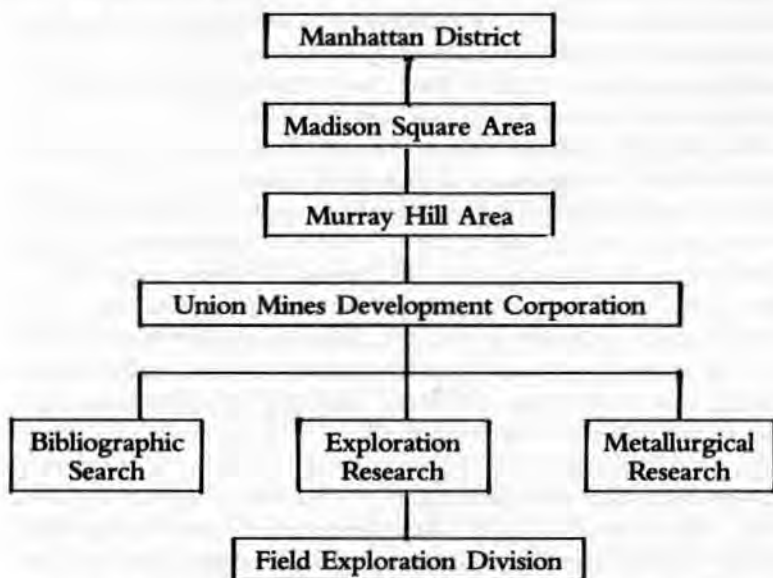 Manhattan District
Madison Square Area
Murray Hill Area
Union Mines Development Corporation
Bibliographic
Search
Exploration
Research
Metallurgical
Research
Field Exploration Division